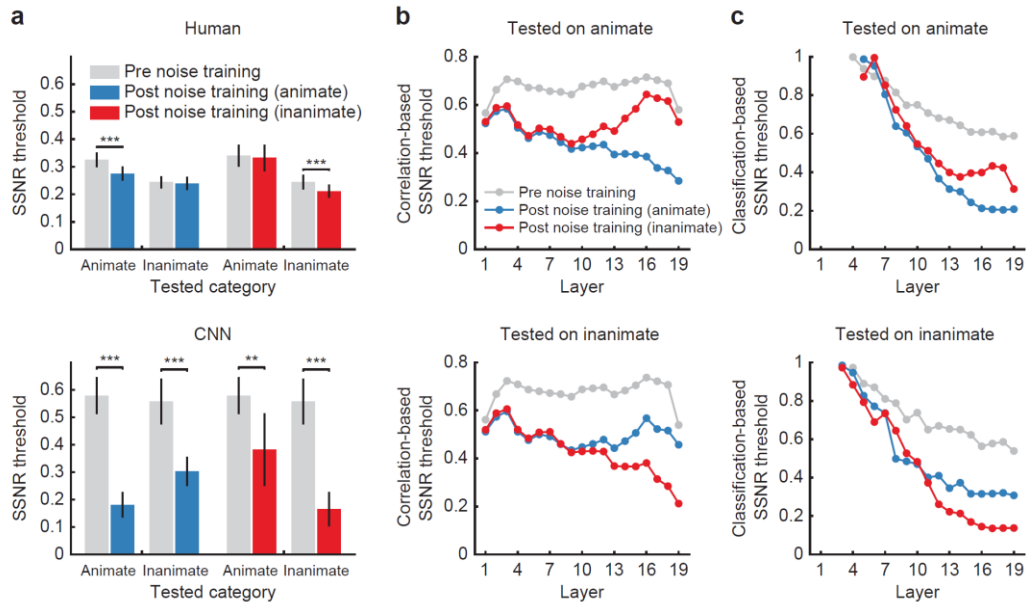 a
Human
SSNR threshold
0.6
0.5
0.4
0.3
0.2
0.1
0
Pre noise training
Post noise training (animate)
Post noise training (inanimate)
***
***
Animate Inanimate Animate Inanimate
Tested category
CNN
SSNR threshold
0.6
0.5
0.4
0.3
0.2
0.1
0
***
***
**
***
Animate Inanimate Animate Inanimate
Tested category
b
Tested on animate
Correlation-based
SSNR threshold
0.8
0.6
0.4
0.2
0
Pre noise training
Post noise training (animate)
Post noise training (inanimate)
1 4 7 10 13 16 19
Layer
Tested on inanimate
Correlation-based
SSNR threshold
0.8
0.6
0.4
0.2
0
1 4 7 10 13 16 19
Layer
c
Tested on animate
Classification-based
SSNR threshold
1
0.8
0.6
0.4
0.2
0
1 4 7 10 13 16 19
Layer
Tested on inanimate
Classification-based
SSNR threshold
1
0.8
0.6
0.4
0.2
0
1 4 7 10 13 16 19
Layer